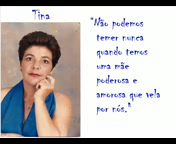 Tina
"Não podemos
temer nunca
quando temos
uma mãe
poderosa e
amorosa que vela
por nós."